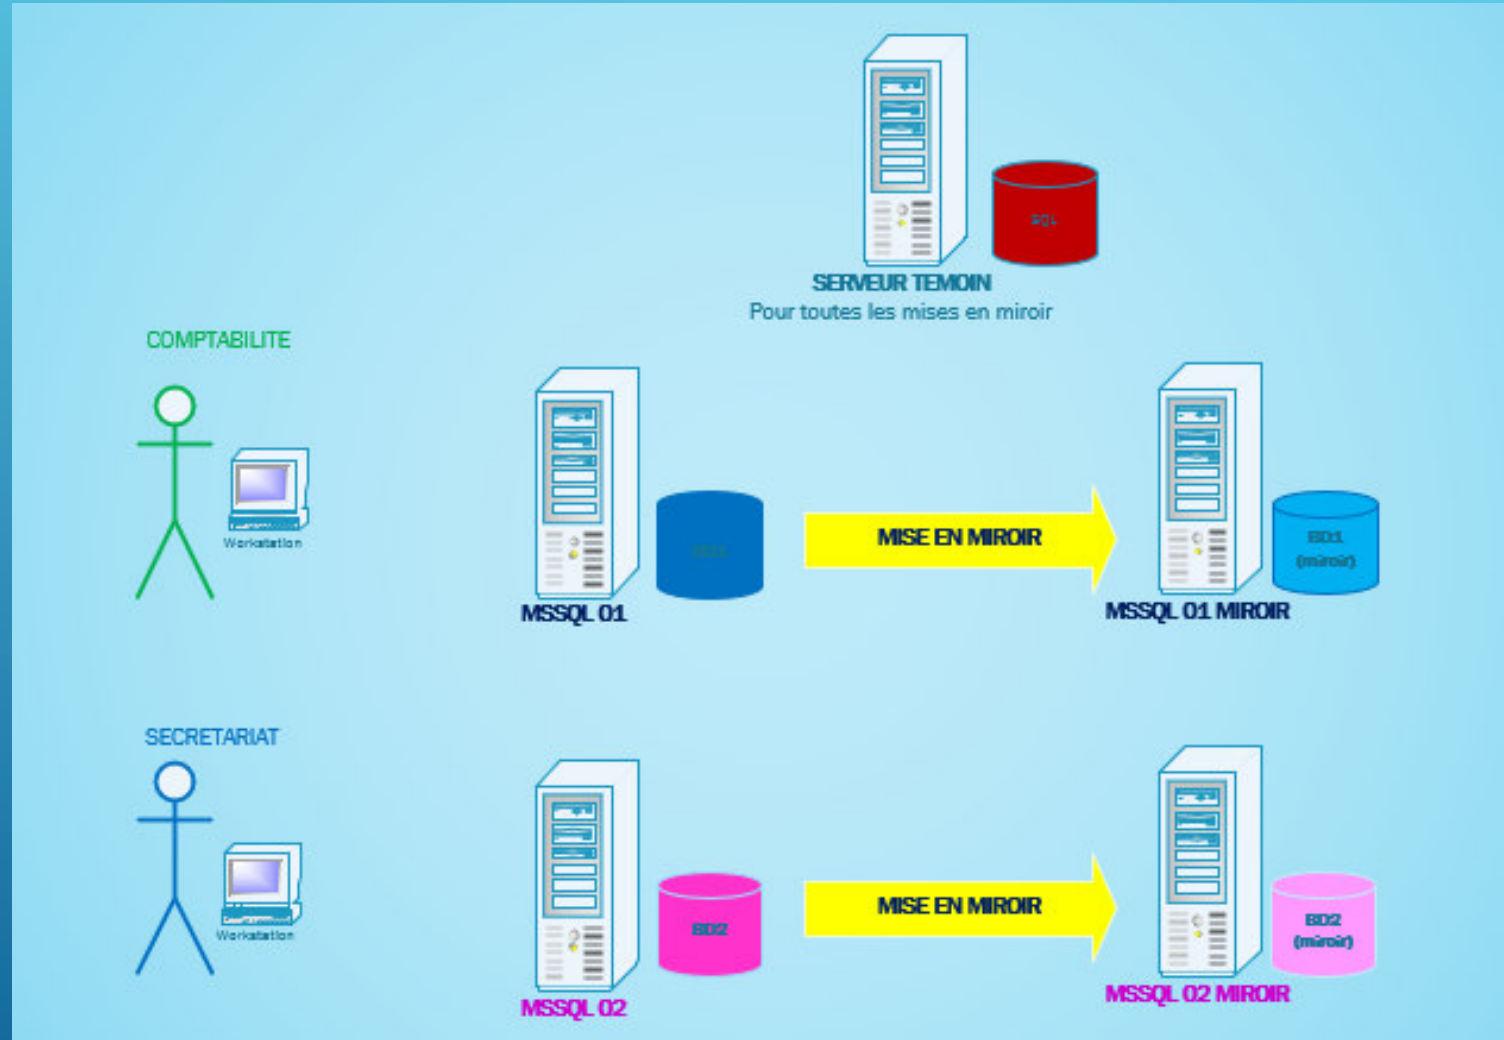 SQL
SERVEUR TEMOIN
Pour toutes les mises en miroir
COMPTABILITE
Workstation
MISE EN MIROIR
BD1
(miroir)
MSSQL 01
MSSQL 01 MIROIR
SECRETARIAT
Workstation
BD2
MISE EN MIROIR
BD2
(miroir)
MSSQL 02
MSSQL 02 MIROIR